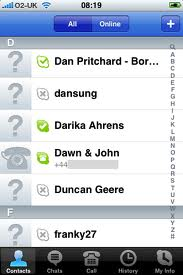 O2-UK 08:19
All Online +
D
Dan Pritchard - Bor...
dansung
Darika Ahrens
Dawn & John
+44
Duncan Geere
F
franky27
A
B
C
D
E
F
G
H
I
J
K
L
M
N
O
P
Q
R
S
T
U
V
W
X
Y
Z
#
Contacts Chats Call History My Info